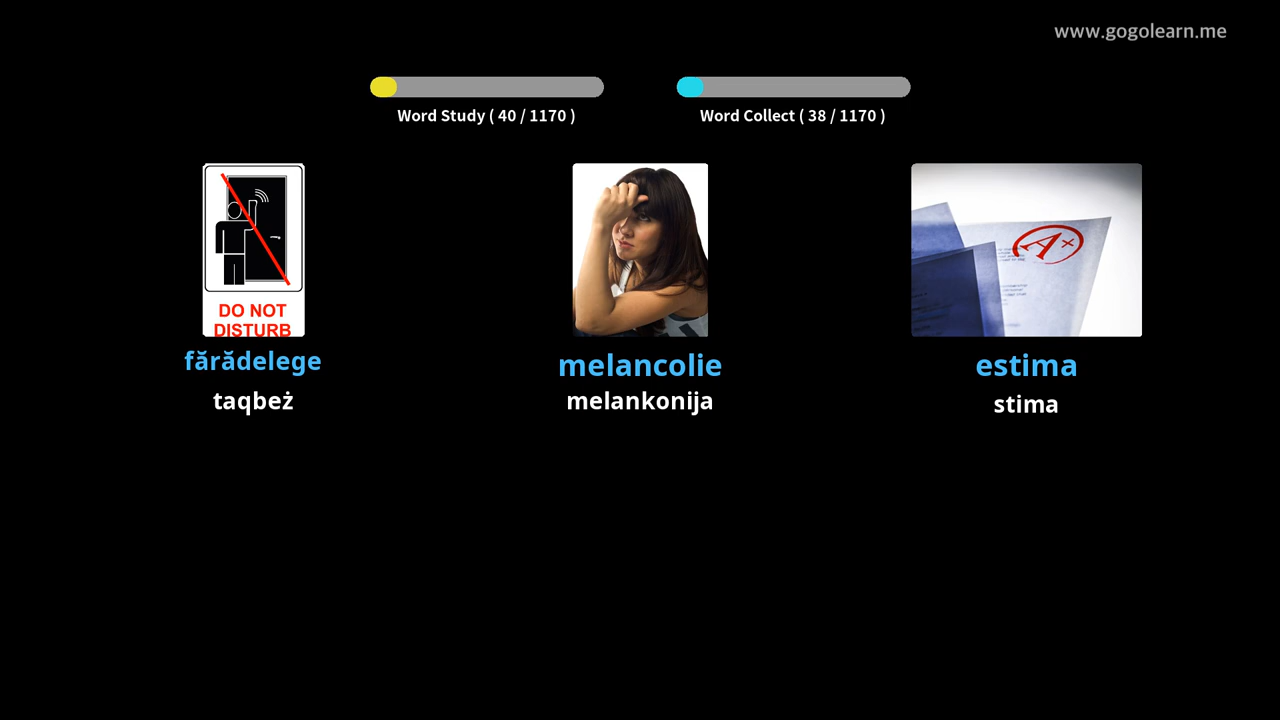 www.gogolearn.me
Word Study ( 40 / 1170 )
Word Collect ( 38 / 1170 )
DO NOT
DISTURB
A+
fărădelege
melancolie
estima
taqbeż
melankonija
stima